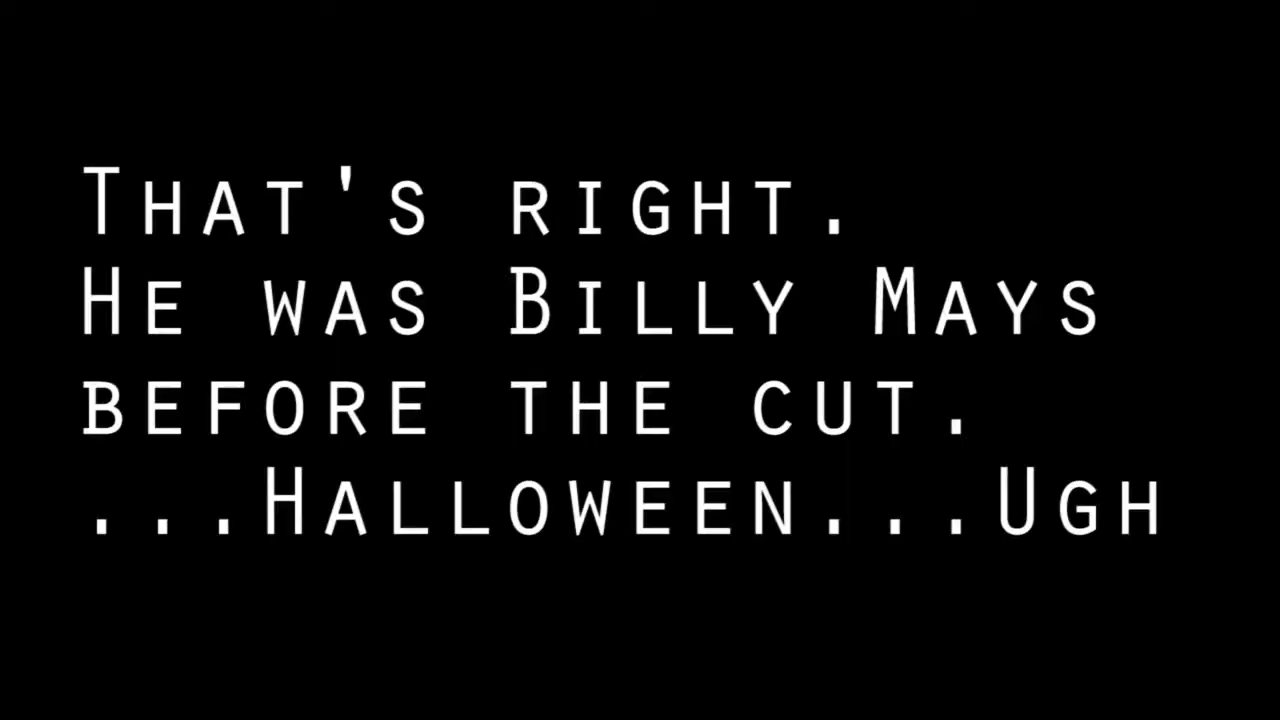 That's right.
He was Billy Mays
before the cut.
...Halloween...Ugh